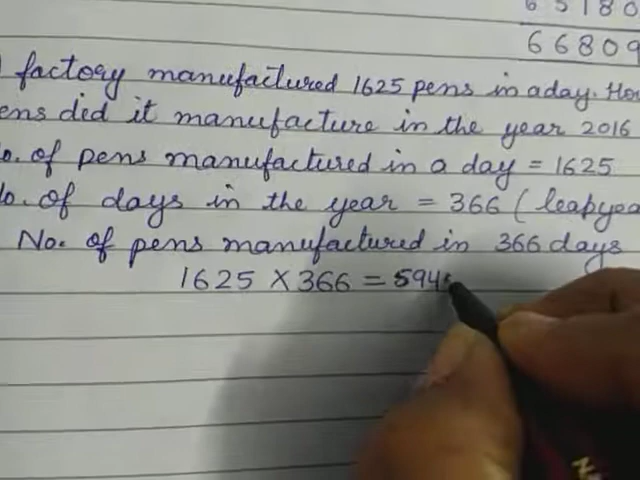 65180
66809
factory manufactured 1625 pens in a day. How
ens did it manufacture in the year 2016
o. of pens manufactured in a day = 1625
No. of days in the year = 366 (leapyea
No. of pens manufactured in 366 days
1625 X 366 = 594